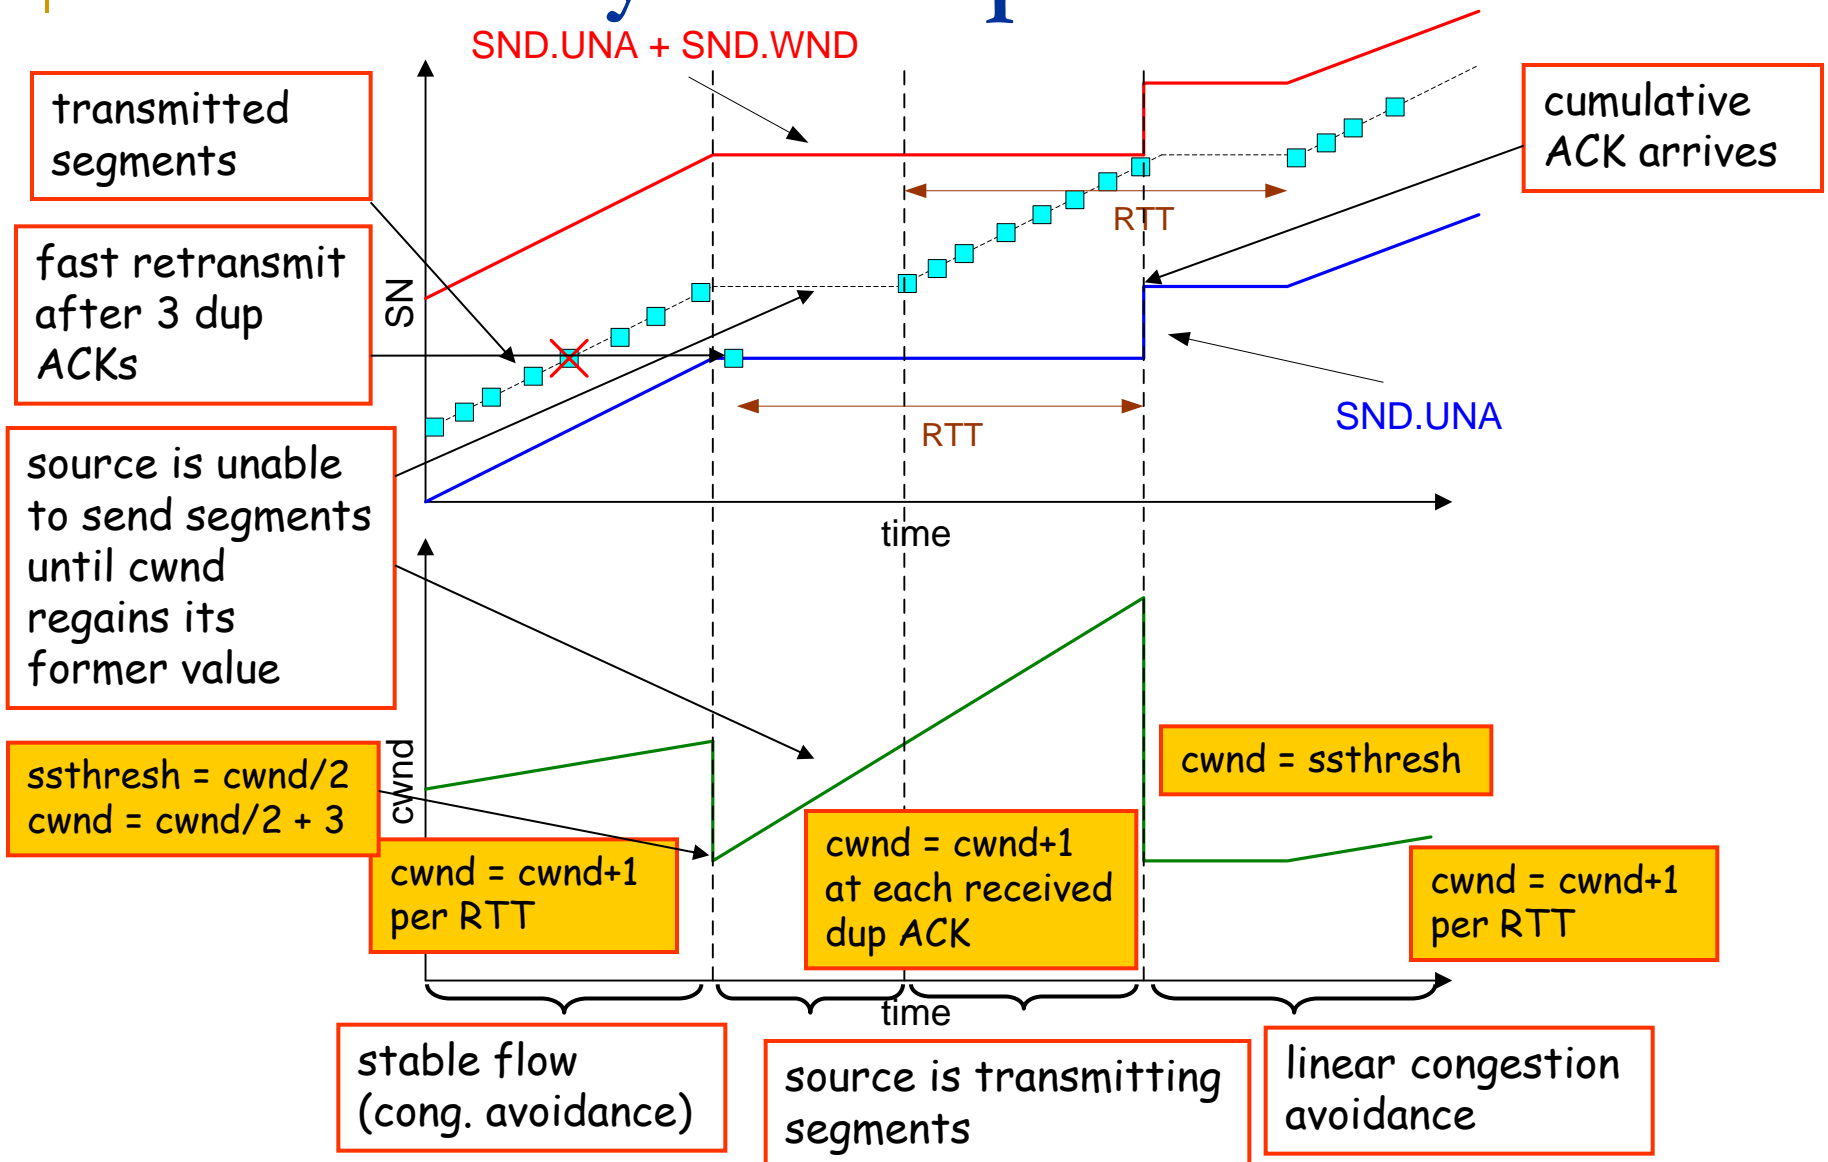 SND.UNA + SND.WND
transmitted
segments
cumulative
ACK arrives
fast retransmit
after 3 dup
ACKs
SN
RTT
RTT
SND.UNA
source is unable
to send segments
until cwnd
regains its
former value
time
cwnd
ssthresh = cwnd/2
cwnd = cwnd/2 + 3
cwnd = ssthresh
cwnd = cwnd+1
per RTT
cwnd = cwnd+1
at each received
dup ACK
cwnd = cwnd+1
per RTT
time
stable flow
(cong. avoidance)
source is transmitting
segments
linear congestion
avoidance